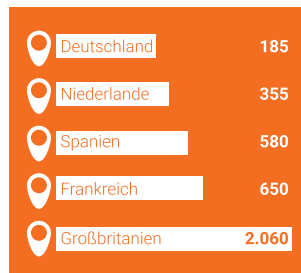 Deutschland 185
Niederlande 355
Spanien 580
Frankreich 650
Großbritanien 2.060